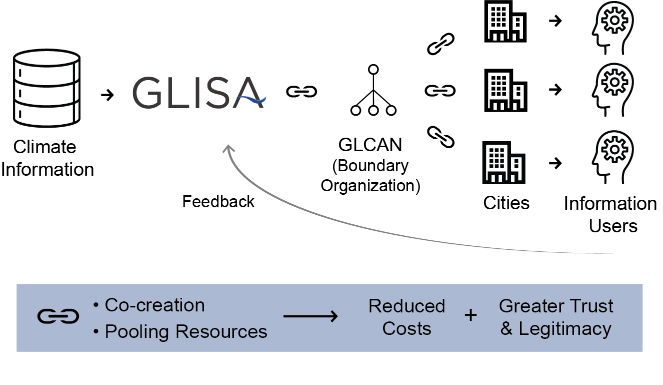 Climate
Information
GLISA
GLCAN
(Boundary
Organization)
Cities
Information
Users
Feedback
• Co-creation
• Pooling Resources
Reduced
Costs
+
Greater Trust
& Legitimacy